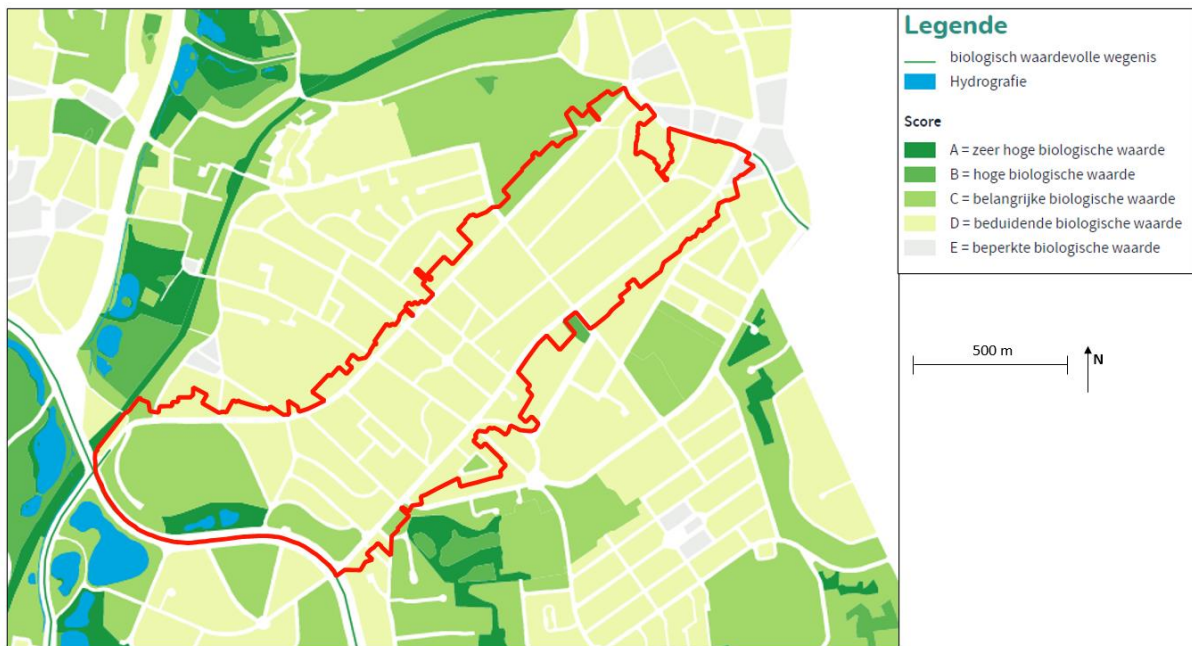 Legende
biologisch waardevolle wegenis
Hydrografie
Score
A = zeer hoge biologische waarde
B = hoge biologische waarde
C = belangrijke biologische waarde
D = beduidende biologische waarde
E = beperkte biologische waarde
500 m
N